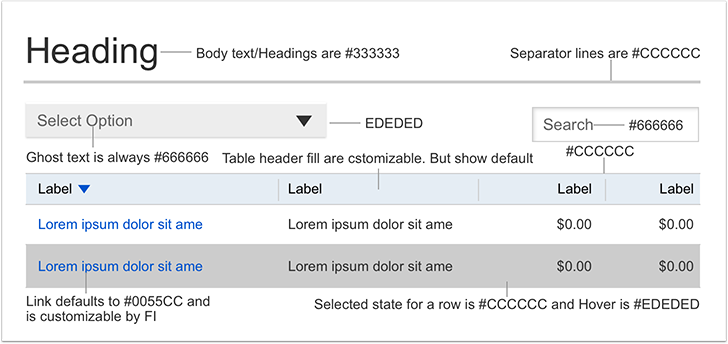 Heading
Body text/Headings are #333333
Separator lines are #CCCCCC
Select Option
EDEDED
Search
#666666
Ghost text is always #666666
Table header fill are cstomizable. But show default
#CCCCCC
Label Label Label Label
Lorem ipsum dolor sit ame Lorem ipsum dolor sit ame $0.00 $0.00
Lorem ipsum dolor sit ame Lorem ipsum dolor sit ame $0.00 $0.00
Link defaults to #0055CC and
is customizable by FI
Selected state for a row is #CCCCCC and Hover is #EDEDED